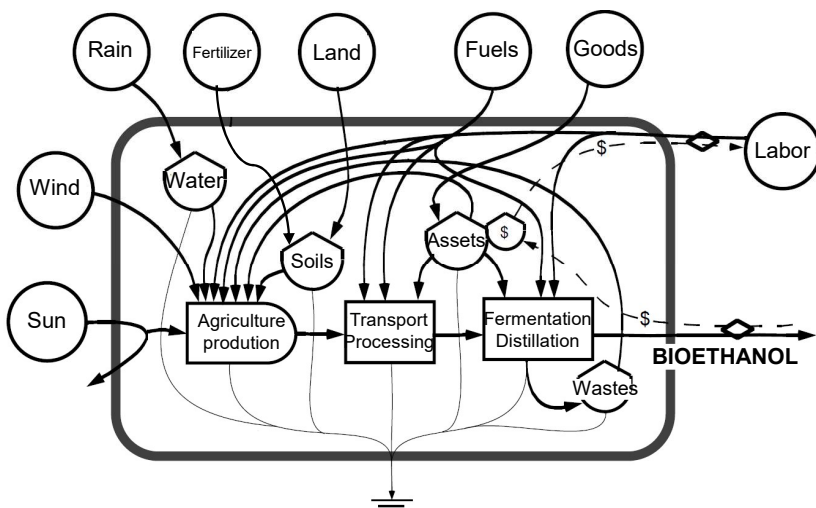 Rain
Fertilizer
Land
Fuels
Goods
$
Labor
Water
Wind
Assets
$
Soils
Sun
Agriculture
prodution
Transport
Processing
Fermentation
Distillation
$
BIOETHANOL
Wastes